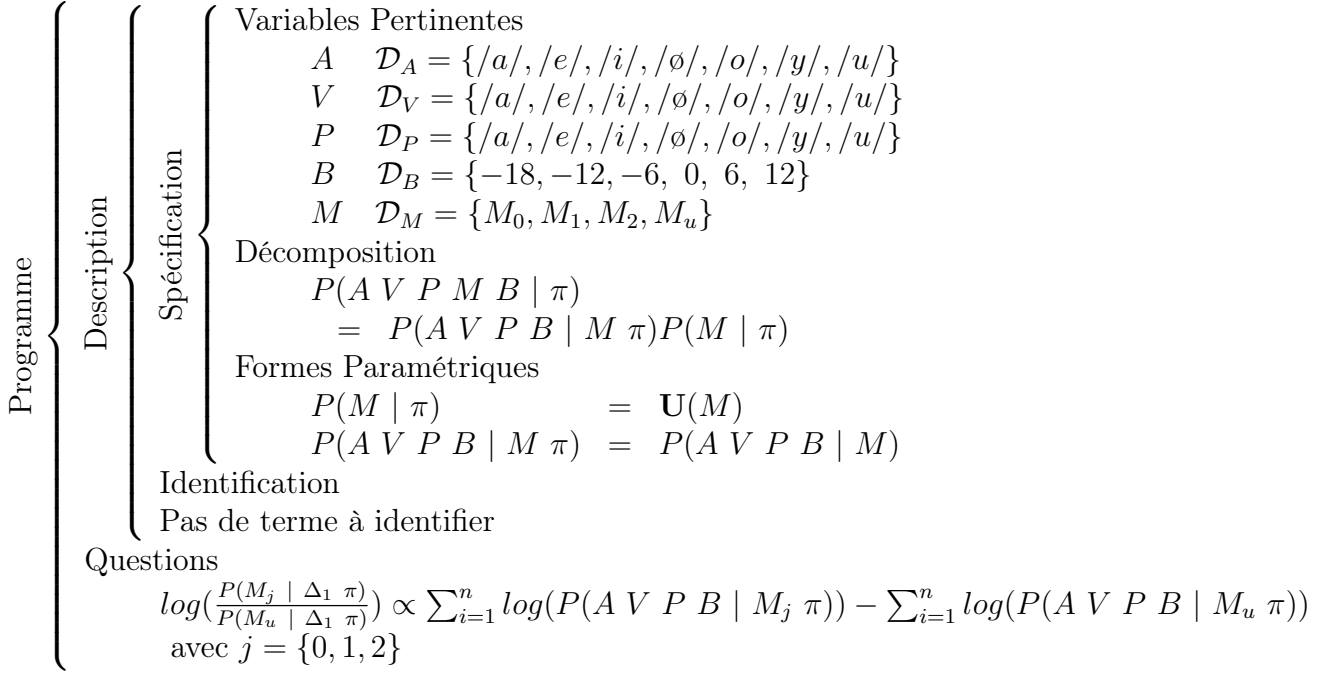 Programme
Description
Spécification
Variables Pertinentes
A 𝒟_A = {/a/, /e/, /i/, /ø/, /o/, /y/, /u/}
V 𝒟_V = {/a/, /e/, /i/, /ø/, /o/, /y/, /u/}
P 𝒟_P = {/a/, /e/, /i/, /ø/, /o/, /y/, /u/}
B 𝒟_B = {−18, −12, −6, 0, 6, 12}
M 𝒟_M = {M_0, M_1, M_2, M_u}
Décomposition
P(A V P M B | π)
= P(A V P B | M π)P(M | π)
Formes Paramétriques
P(M | π) = U(M)
P(A V P B | M π) = P(A V P B | M)
Identification
Pas de terme à identifier
Questions
log(P(M_j | Δ_1 π)/P(M_u | Δ_1 π)) ∝ ∑_{i=1}^{n} log(P(A V P B | M_j π)) − ∑_{i=1}^{n} log(P(A V P B | M_u π))
avec j = {0, 1, 2}